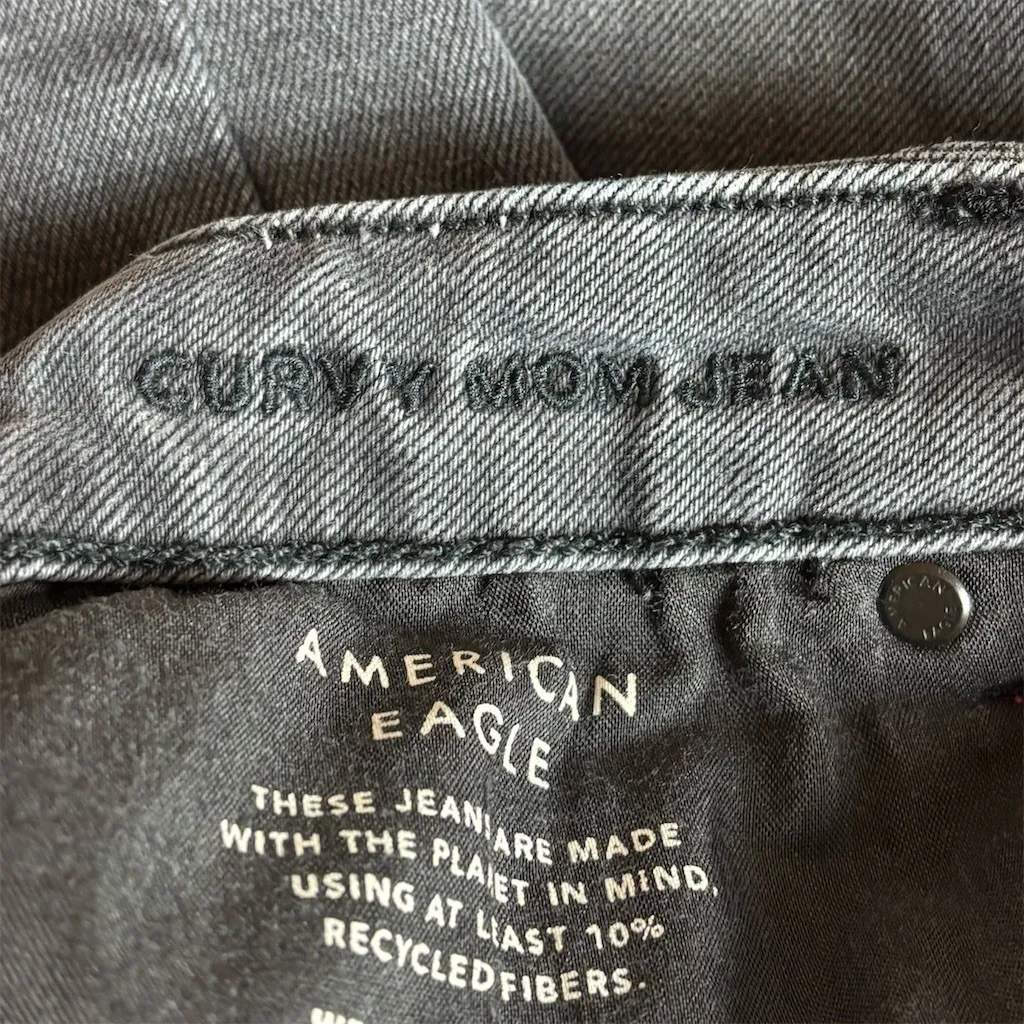 CURVY MOM JEAN
AMERICAN
AMERICAN
EAGLE
THESE JEANS ARE MADE
WITH THE PLANET IN MIND,
USING AT LEAST 10%
RECYCLED FIBERS.